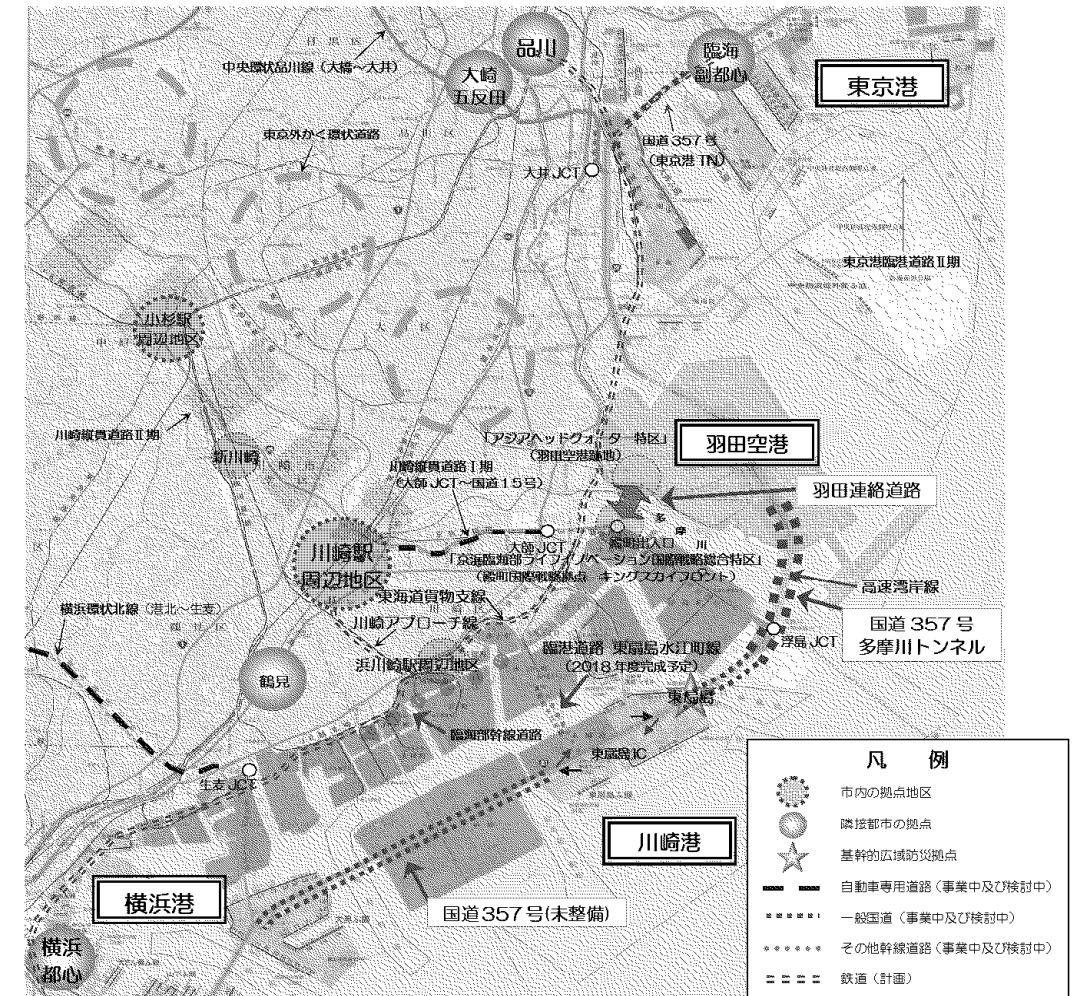 品川
臨海
副都心
東京港
中央環状品川線（大橋～大井）
大崎
五反田
東京外かく環状道路
国道357号
（東京港TN）
大井JCT
東京港臨港道路Ⅱ期
小杉駅
周辺地区
川崎縦貫道路Ⅱ期
新川崎
「アジアヘッドクォーター特区」
（羽田空港跡地）
羽田空港
川崎縦貫道路Ⅰ期
（大師JCT～国道15号）
羽田連絡道路
多摩川
大師JCT
殿町出入口
川崎駅
周辺地区
「京浜臨海部ライフイノベーション国際戦略総合特区」
（殿町国際戦略拠点 キングスカイフロント）
高速湾岸線
東海道貨物支線
川崎アプローチ線
横浜環状北線（港北～生麦）
国道357号
多摩川トンネル
浮島JCT
臨港道路 東扇島水江町線
（2018年度完成予定）
浜川崎駅周辺地区
鶴見
東扇島
臨海部幹線道路
東扇島IC
生麦JCT
川崎港
横浜港
国道357号(未整備)
横浜
都心
凡 例
市内の拠点地区
隣接都市の拠点
基幹的広域防災拠点
自動車専用道路（事業中及び検討中）
一般国道（事業中及び検討中）
その他幹線道路（事業中及び検討中）
鉄道（計画）